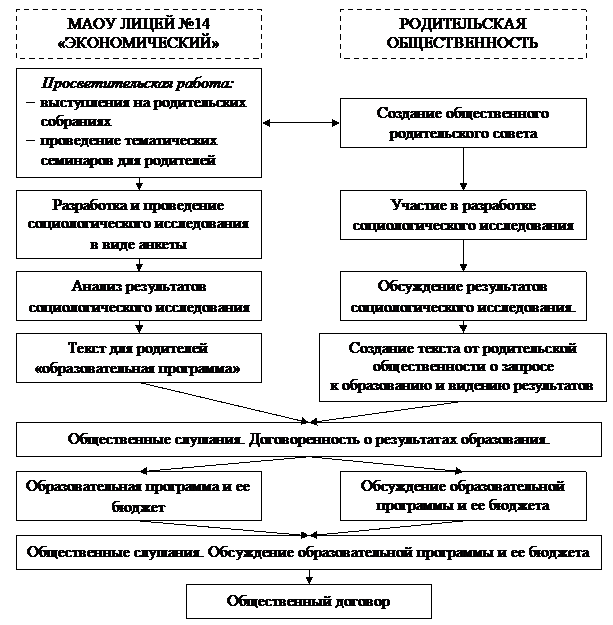 МАОУ ЛИЦЕЙ №14
«ЭКОНОМИЧЕСКИЙ»
РОДИТЕЛЬСКАЯ
ОБЩЕСТВЕННОСТЬ
Просветительская работа:
– выступления на родительских
собраниях
– проведение тематических
семинаров для родителей
Создание общественного
родительского совета
Разработка и проведение
социологического исследования
в виде анкеты
Участие в разработке
социологического исследования
Анализ результатов
социологического исследования
Обсуждение результатов
социологического исследования.
Текст для родителей
«образовательная программа»
Создание текста от родительской
общественности о запросе
к образованию и видению результатов
Общественные слушания. Договоренность о результатах образования.
Образовательная программа и ее
бюджет
Обсуждение образовательной
программы и ее бюджета
Общественные слушания. Обсуждение образовательной программы и ее бюджета
Общественный договор